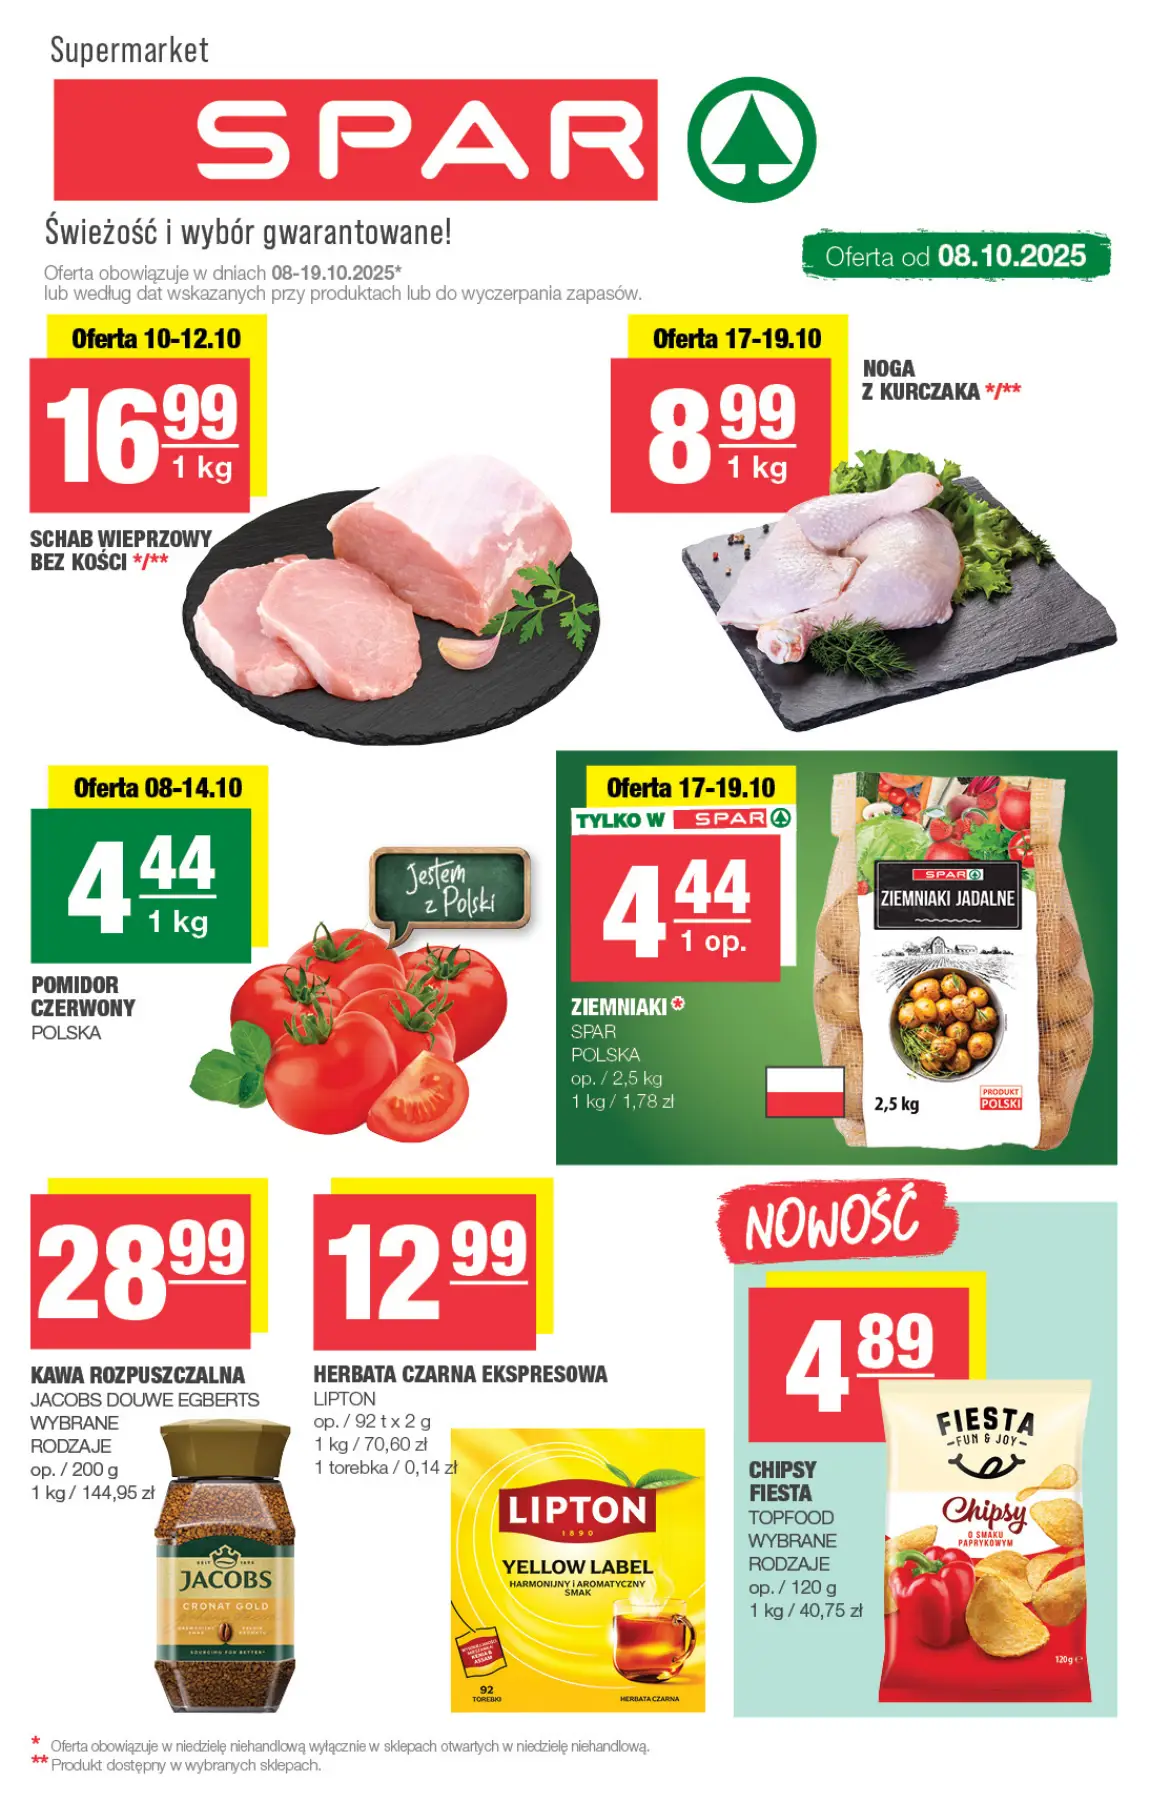 Supermarket
SPAR
Świeżość i wybór gwarantowane!
Oferta obowiązuje w dniach 08-19.10.2025*
lub według dat wskazanych przy produktach lub do wyczerpania zapasów.
Oferta od 08.10.2025
Oferta 10-12.10
16 99
1 kg
SCHAB WIEPRZOWY
BEZ KOŚCI */**
Oferta 17-19.10
8 99
1 kg
NOGA
Z KURCZAKA */**
Oferta 08-14.10
4 44
1 kg
POMIDOR
CZERWONY
POLSKA
Jestem
z Polski
Oferta 17-19.10
TYLKO W SPAR
4 44
1 op.
ZIEMNIAKI*
SPAR
POLSKA
op. / 2,5 kg
1 kg / 1,78 zł
SPAR
ZIEMNIAKI JADALNE
2,5 kg
PRODUKT
POLSKI
28 99
KAWA ROZPUSZCZALNA
JACOBS DOUWE EGBERTS
WYBRANE
RODZAJE
op. / 200 g
1 kg / 144,95 zł
JACOBS
CRONAT GOLD
SOURCING FOR BETTER
12 99
HERBATA CZARNA EKSPRESOWA
LIPTON
op. / 92 t x 2 g
1 kg / 70,60 zł
1 torebka / 0,14 zł
LIPTON
1890
YELLOW LABEL
HARMONIJNY i AROMATYCZNY
SMAK
KENIA &
ASSAM
92
TOREBKI
HERBATA CZARNA
NOWOŚĆ
4 89
CHIPSY
FIESTA
TOPFOOD
WYBRANE
RODZAJE
op. / 120 g
1 kg / 40,75 zł
FIESTA
FUN & JOY
Chipsy
O SMAKU
PAPRYKOWYM
120g e
* Oferta obowiązuje w niedzielę niehandlową wyłącznie w sklepach otwartych w niedzielę niehandlową.
** Produkt dostępny w wybranych sklepach.